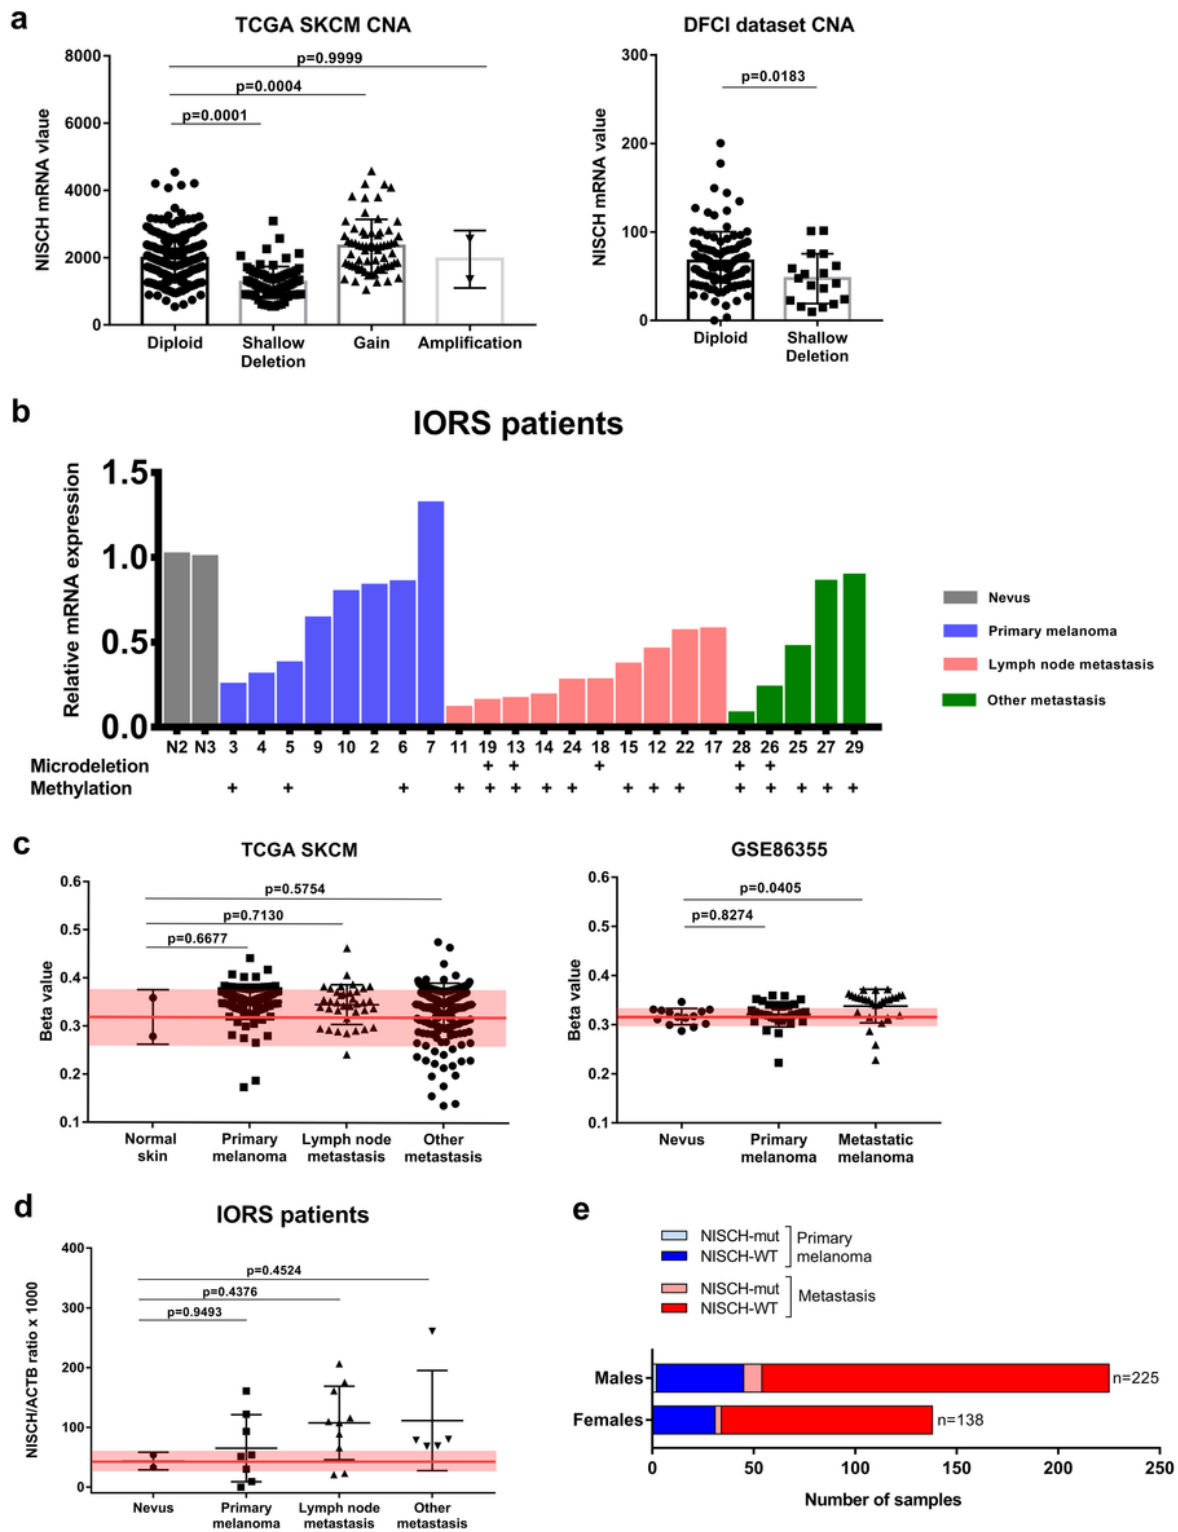 a
TCGA SKCM CNA
8000
6000
4000
2000
0
NISCH mRNA vlaue
p=0.9999
p=0.0004
p=0.0001
Diploid
Shallow Deletion
Gain
Amplification
DFCI dataset CNA
300
200
100
0
NISCH mRNA value
p=0.0183
Diploid
Shallow Deletion
b
IORS patients
Relative mRNA expression
1.5
1.0
0.5
0.0
N2 N3 3 4 5 9 10 2 6 7 11 19 13 14 24 18 15 12 22 17 28 26 25 27 29
Microdeletion + + + + +
Methylation + + + + + + + + + + + + + + + +
Nevus
Primary melanoma
Lymph node metastasis
Other metastasis
c
TCGA SKCM
0.6
0.5
0.4
0.3
0.2
0.1
Beta value
p=0.5754
p=0.7130
p=0.6677
Normal skin
Primary melanoma
Lymph node metastasis
Other metastasis
GSE86355
0.6
0.5
0.4
0.3
0.2
0.1
Beta value
p=0.0405
p=0.8274
Nevus
Primary melanoma
Metastatic melanoma
d
IORS patients
400
300
200
100
0
NISCH/ACTB ratio x 1000
p=0.4524
p=0.4376
p=0.9493
Nevus
Primary melanoma
Lymph node metastasis
Other metastasis
e
NISCH-mut
NISCH-WT
Primary melanoma
NISCH-mut
NISCH-WT
Metastasis
Males
n=225
Females
n=138
0 50 100 150 200 250
Number of samples